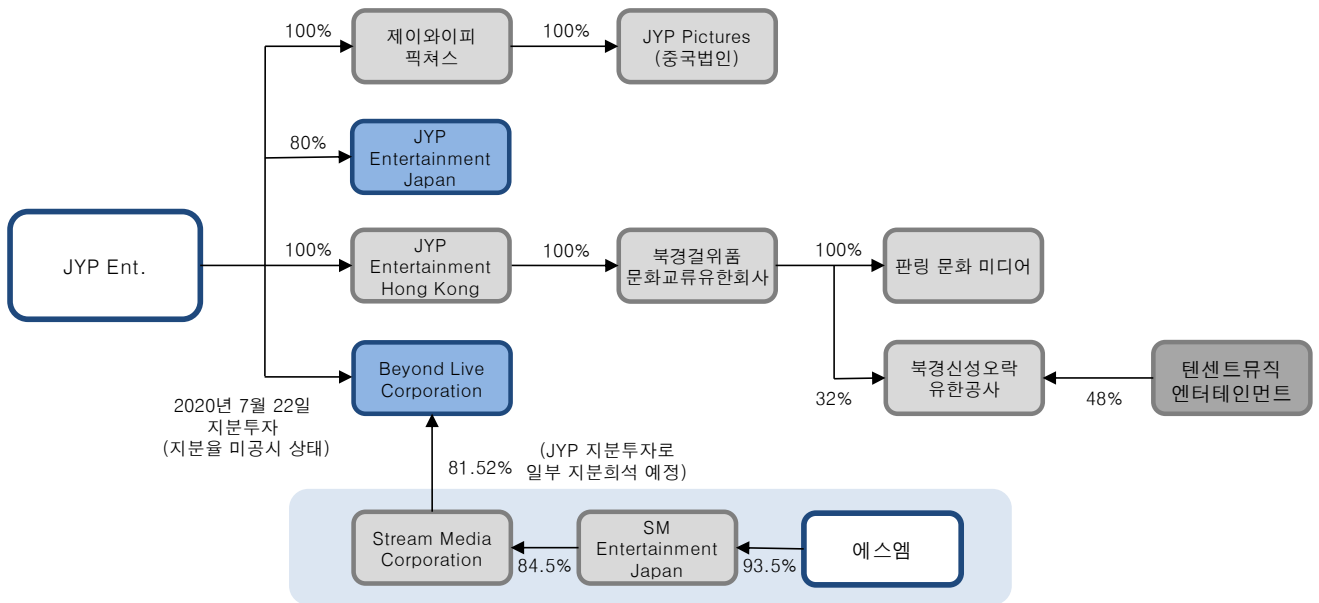 100%
제이와이피
픽쳐스
100%
JYP Pictures
(중국법인)
80%
JYP
Entertainment
Japan
JYP Ent.
100%
JYP
Entertainment
Hong Kong
100%
북경걸위품
문화교류유한회사
100%
판링 문화 미디어
Beyond Live
Corporation
32%
북경신성오락
유한공사
48%
텐센트뮤직
엔터테인먼트
2020년 7월 22일
지분투자
(지분율 미공시 상태)
81.52%
(JYP 지분투자로
일부 지분희석 예정)
Stream Media
Corporation
84.5%
SM
Entertainment
Japan
93.5%
에스엠